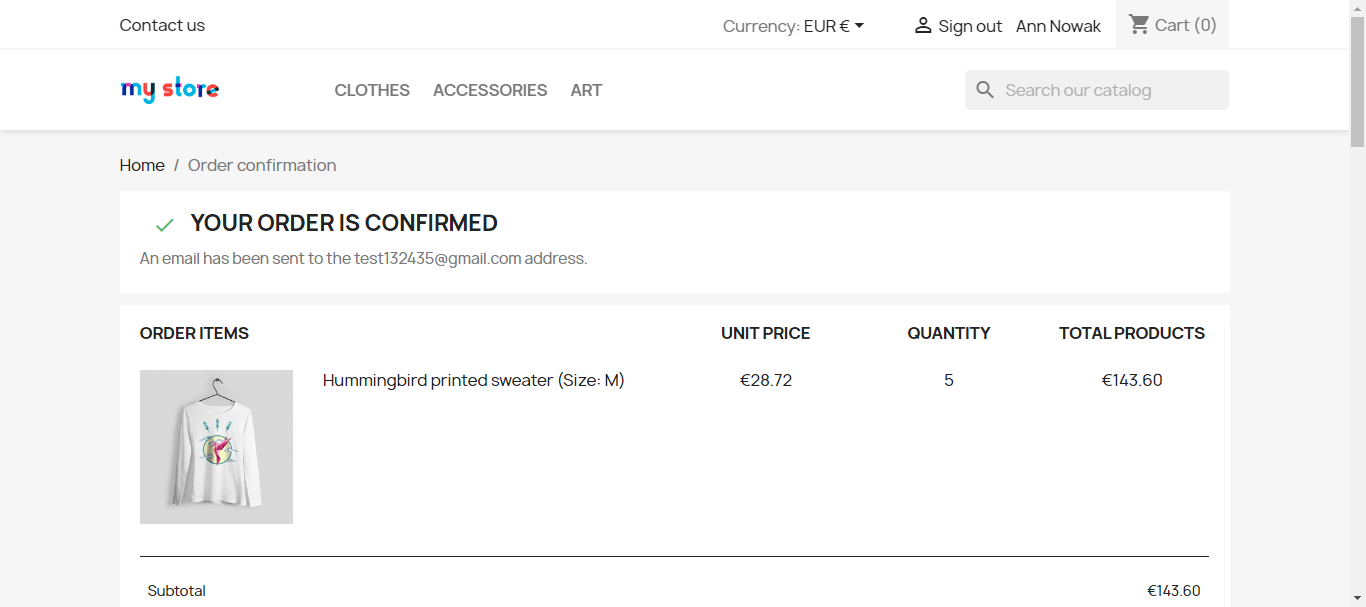 Contact us
Currency: EUR €
Sign out
Ann Nowak
Cart (0)
my store
CLOTHES
ACCESSORIES
ART
Search our catalog
Home / Order confirmation
YOUR ORDER IS CONFIRMED
An email has been sent to the test132435@gmail.com address.
ORDER ITEMS
UNIT PRICE
QUANTITY
TOTAL PRODUCTS
Hummingbird printed sweater (Size: M)
€28.72
5
€143.60
Subtotal
€143.60